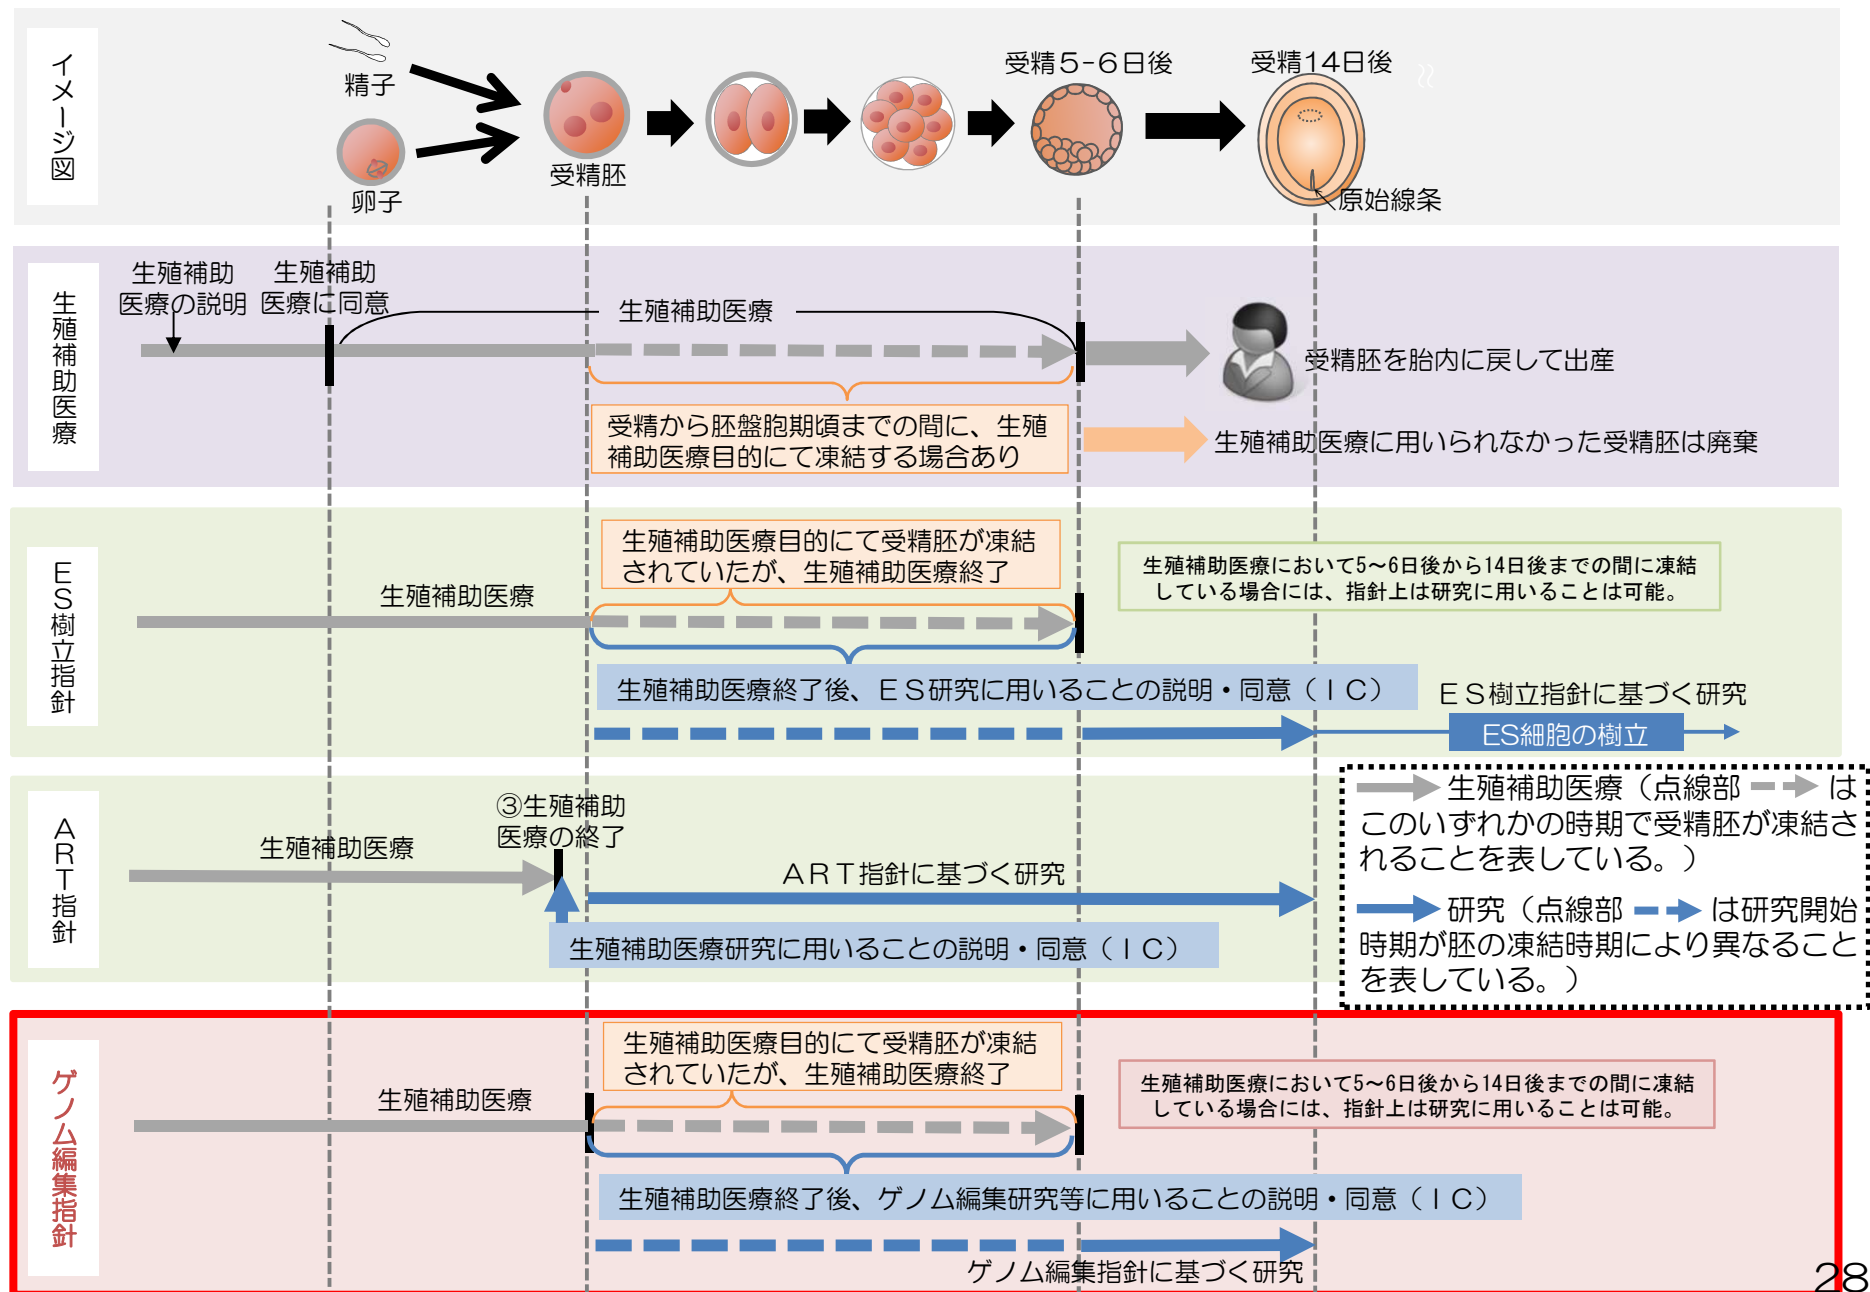 イメージ図
精子
卵子
受精胚
受精5-6日後
受精14日後
原始線条
生殖補助医療
生殖補助
医療の説明
生殖補助
医療に同意
生殖補助医療
受精胚を胎内に戻して出産
受精から胚盤胞期頃までの間に、生殖
補助医療目的にて凍結する場合あり
生殖補助医療に用いられなかった受精胚は廃棄
ES樹立指針
生殖補助医療
生殖補助医療目的にて受精胚が凍結
されていたが、生殖補助医療終了
生殖補助医療において5~6日後から14日後までの間に凍結
している場合には、指針上は研究に用いることは可能。
生殖補助医療終了後、ES研究に用いることの説明・同意(IC)
ES樹立指針に基づく研究
ES細胞の樹立
ART指針
生殖補助医療
③生殖補助
医療の終了
ART指針に基づく研究
生殖補助医療研究に用いることの説明・同意(IC)
生殖補助医療(点線部 は
このいずれかの時期で受精胚が凍結さ
れることを表している。)
研究(点線部 は研究開始
時期が胚の凍結時期により異なること
を表している。)
ゲノム編集指針
生殖補助医療
生殖補助医療目的にて受精胚が凍結
されていたが、生殖補助医療終了
生殖補助医療において5~6日後から14日後までの間に凍結
している場合には、指針上は研究に用いることは可能。
生殖補助医療終了後、ゲノム編集研究等に用いることの説明・同意(IC)
ゲノム編集指針に基づく研究
28